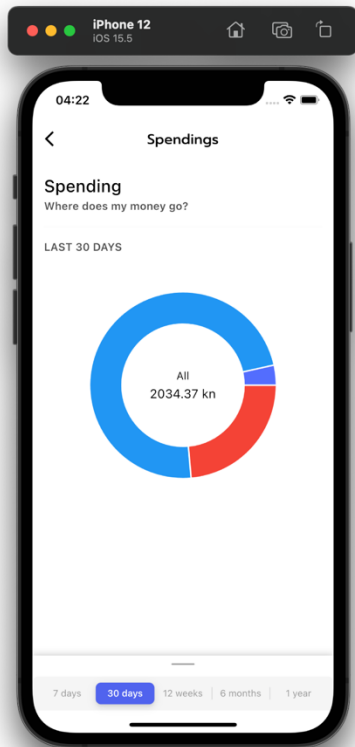 iPhone 12
iOS 15.5
04:22
Spendings
Spending
Where does my money go?
LAST 30 DAYS
All
2034.37 kn
7 days
30 days
12 weeks
6 months
1 year